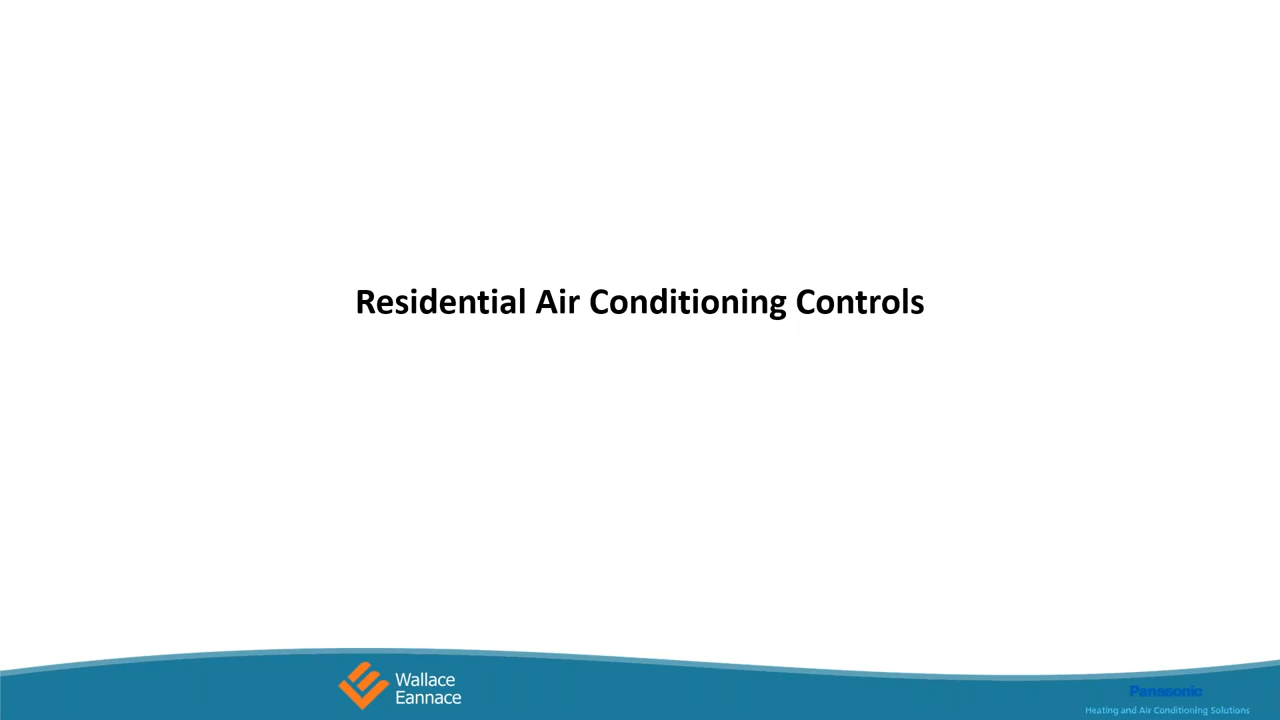 Residential Air Conditioning Controls
Wallace
Eannace
Panasonic
Heating and Air Conditioning Solutions